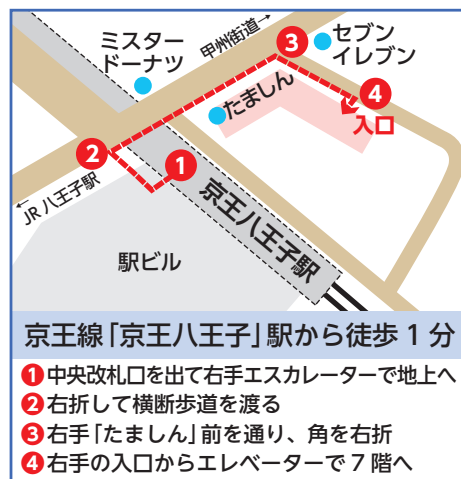 甲州街道→
ミスター
ドーナツ
3
セブン
イレブン
たましん
4
入口
2
1
←JR八王子駅
京王八王子駅
駅ビル
京王線「京王八王子」駅から徒歩1分
1 中央改札口を出て右手エスカレーターで地上へ
2 右折して横断歩道を渡る
3 右手「たましん」前を通り、角を右折
4 右手の入口からエレベーターで7階へ